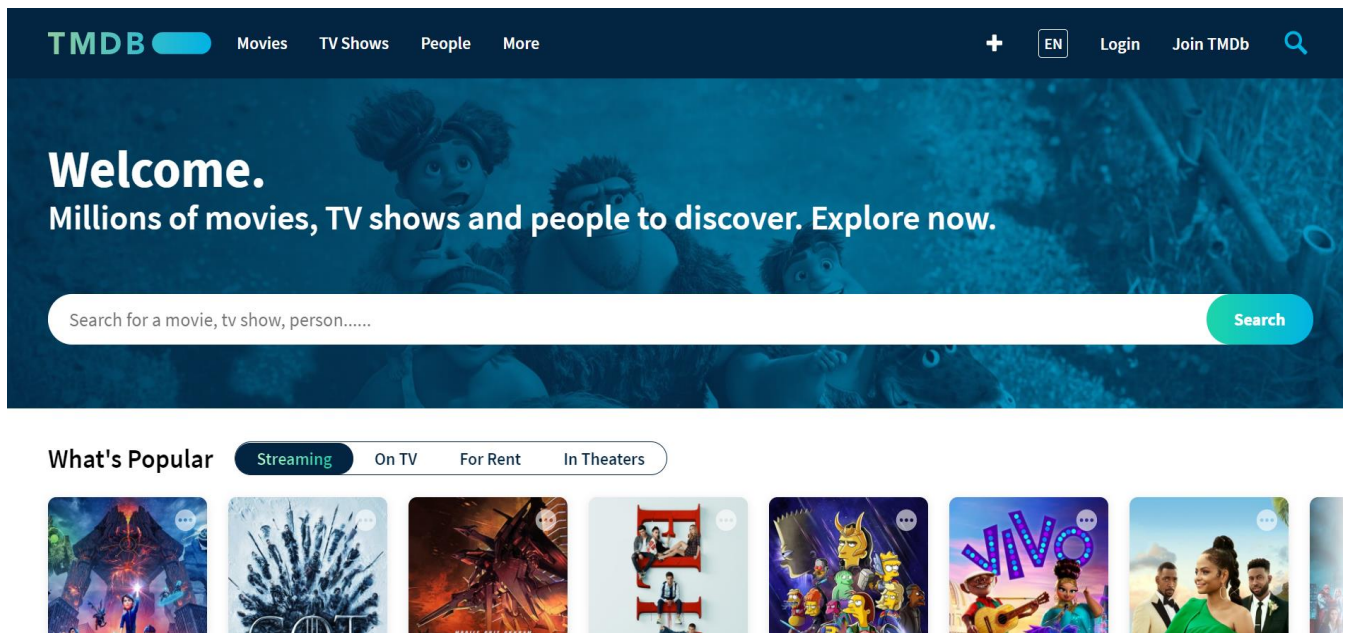 TMDB Movies TV Shows People More EN Login Join TMDb
Welcome.
Millions of movies, TV shows and people to discover. Explore now.
Search for a movie, tv show, person...... Search
What's Popular Streaming On TV For Rent In Theaters
GOT
VIVO